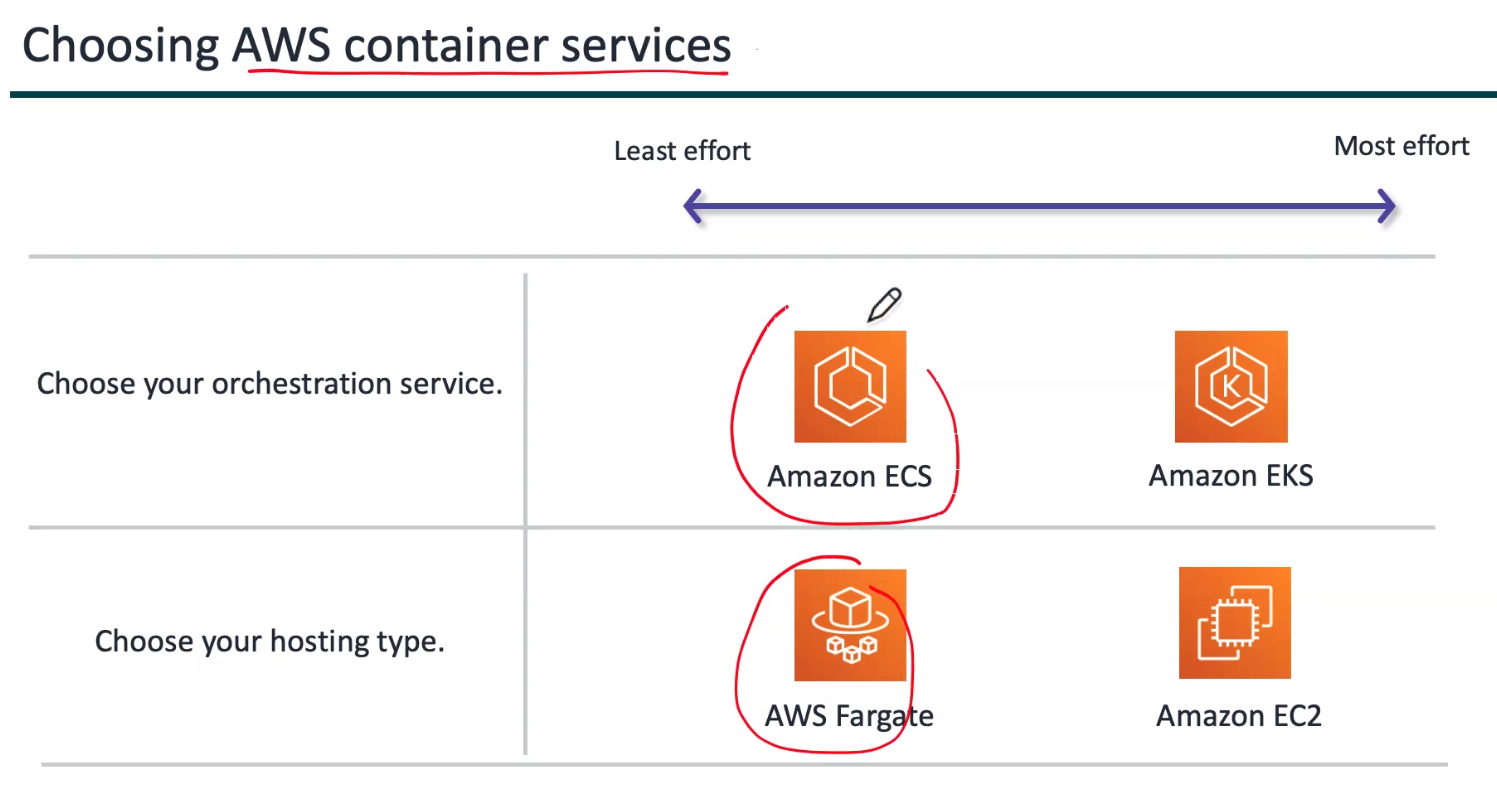 Choosing AWS container services
Least effort
Most effort
Choose your orchestration service.
K
Amazon ECS
Amazon EKS
Choose your hosting type.
AWS Fargate
Amazon EC2